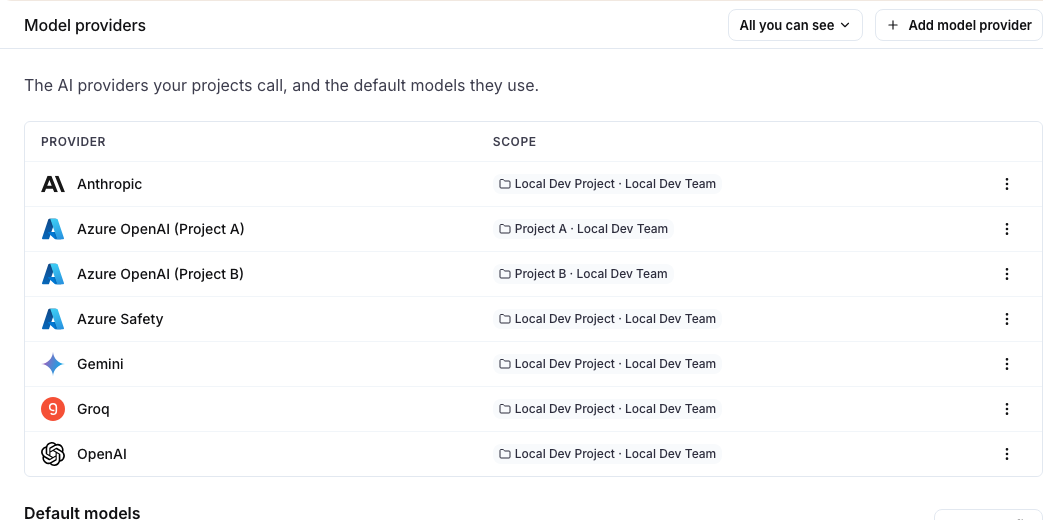 Model providers
All you can see
+ Add model provider
The AI providers your projects call, and the default models they use.
PROVIDER SCOPE
Anthropic Local Dev Project · Local Dev Team
Azure OpenAI (Project A) Project A · Local Dev Team
Azure OpenAI (Project B) Project B · Local Dev Team
Azure Safety Local Dev Project · Local Dev Team
Gemini Local Dev Project · Local Dev Team
Groq Local Dev Project · Local Dev Team
OpenAI Local Dev Project · Local Dev Team
Default models